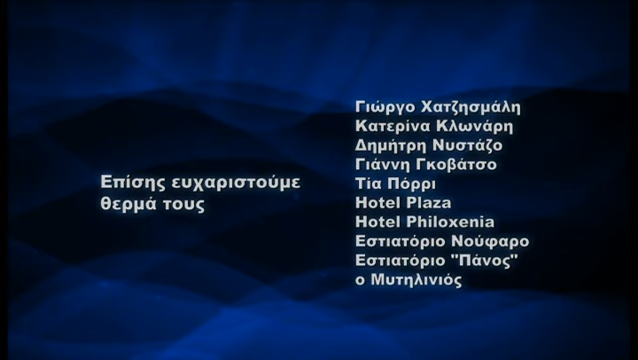 Επίσης ευχαριστούμε
θερμά τους
Γιώργο Χατζησμάλη
Κατερίνα Κλωνάρη
Δημήτρη Νυστάζο
Γιάννη Γκοβάτσο
Τία Πόρρι
Hotel Plaza
Hotel Philoxenia
Εστιατόριο Νούφαρο
Εστιατόριο "Πάνος"
ο Μυτηλινιός